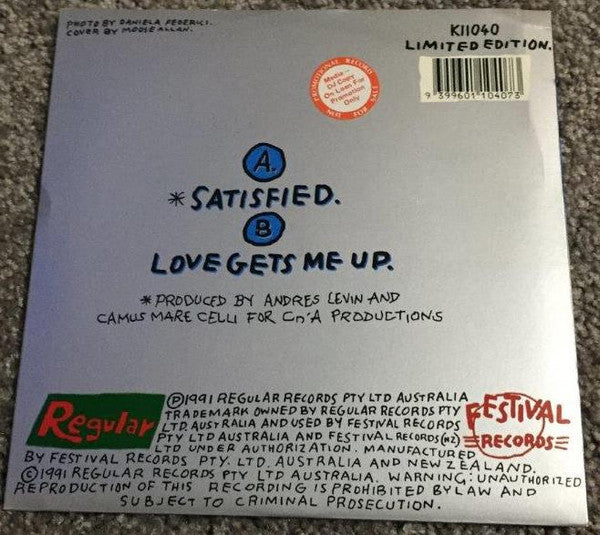 PHOTO BY DANIELA FEDERICI.
COVER BY MOOSE ALLAN.
K11040
LIMITED EDITION.
PROMOTIONAL RECORD
Media -
DJ Copy
On Loan For
Promotion
Only
NOT FOR SALE
9 399601 104073
A.
* SATISFIED.
B
LOVE GETS ME UP.
* PRODUCED BY ANDRES LEVIN AND
CAMUS MARE CELLI FOR Cn'A PRODUCTIONS
Regular
Ⓟ1991 REGULAR RECORDS PTY LTD AUSTRALIA
TRADEMARK OWNED BY REGULAR RECORDS PTY
LTD. AUSTRALIA AND USED BY FESTIVAL RECORDS
PTY LTD AUSTRALIA AND FESTIVAL RECORDS (NZ)
LTD UNDER AUTHORIZATION. MANUFACTURED
FESTIVAL
RECORDS
BY FESTIVAL RECORDS PTY. LTD. AUSTRALIA AND NEW ZEALAND.
©1991 REGULAR RECORDS PTY LTD AUSTRALIA. WARNING: UNAUTHORIZED
REPRODUCTION OF THIS RECORDING IS PROHIBITED BY LAW AND
SUBJECT TO CRIMINAL PROSECUTION.